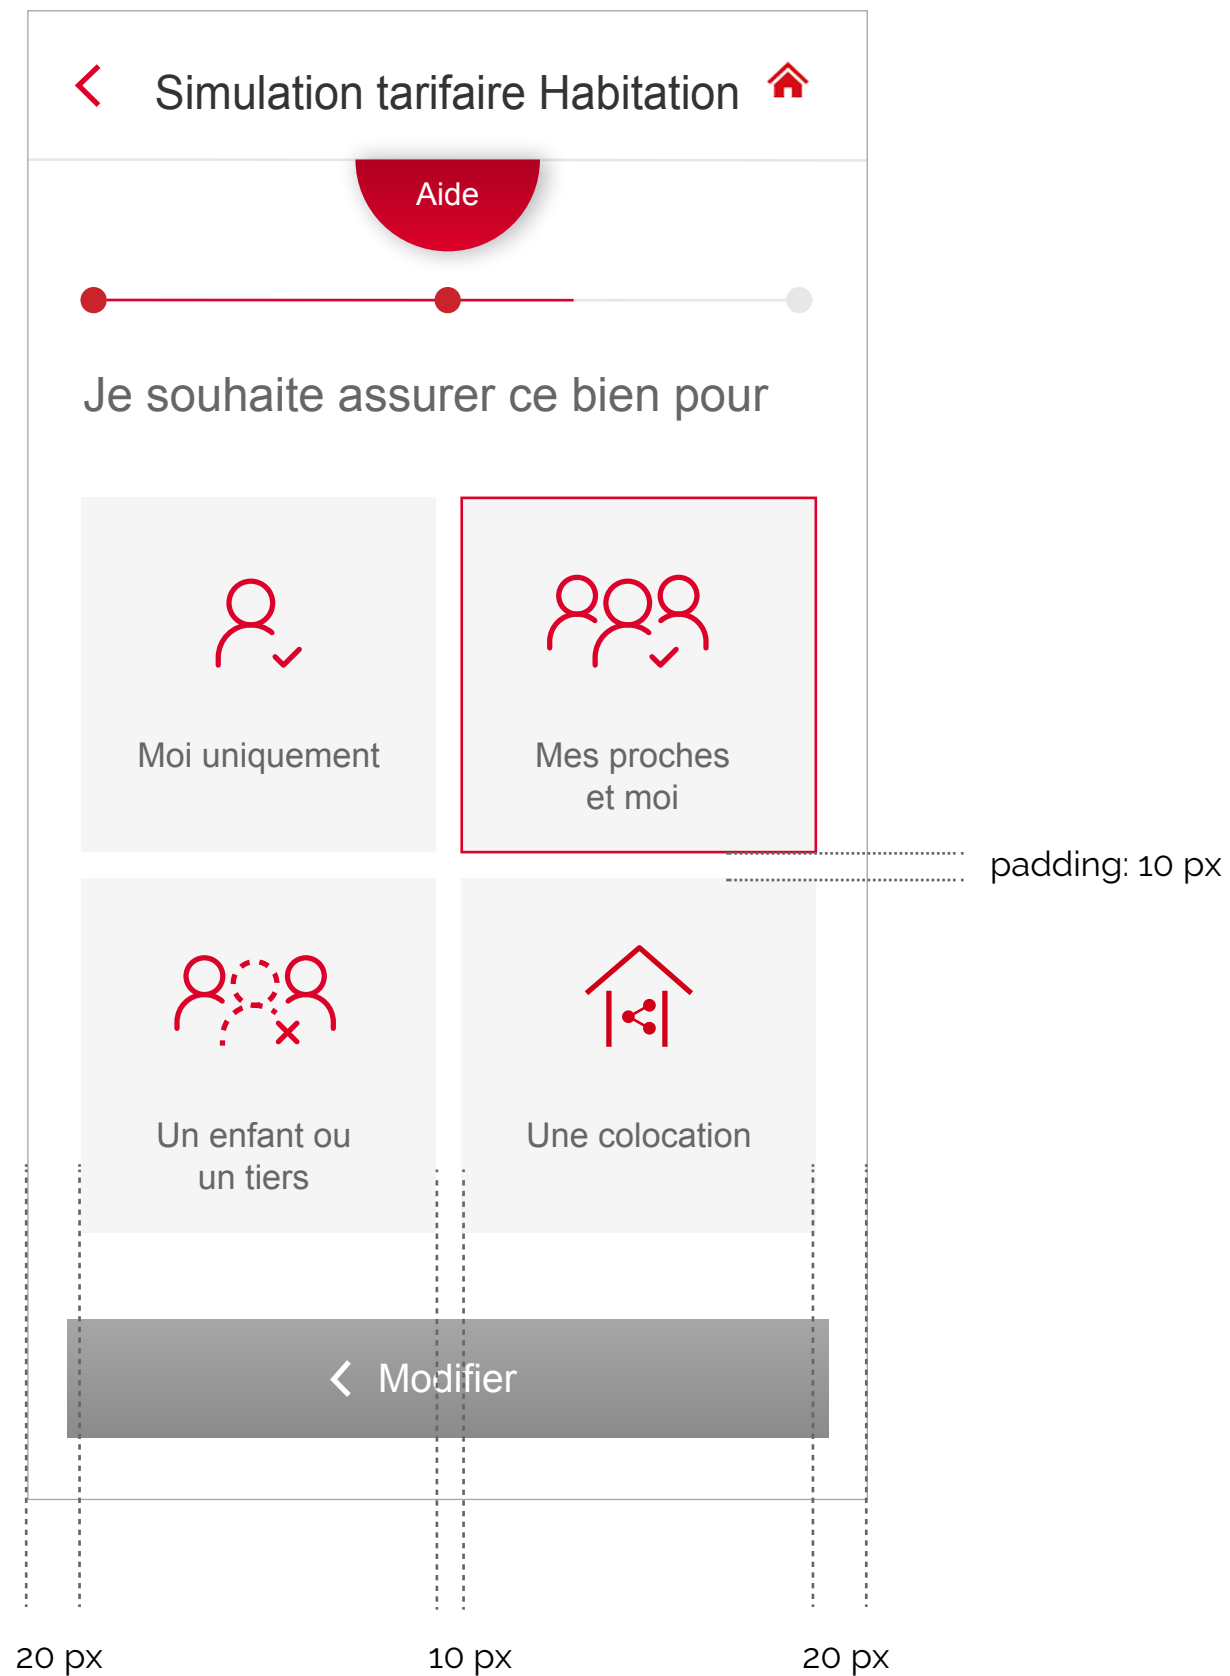 Simulation tarifaire Habitation
Aide
Je souhaite assurer ce bien pour
Moi uniquement
Mes proches
et moi
padding: 10 px
Un enfant ou
un tiers
Une colocation
Modifier
20 px
10 px
20 px